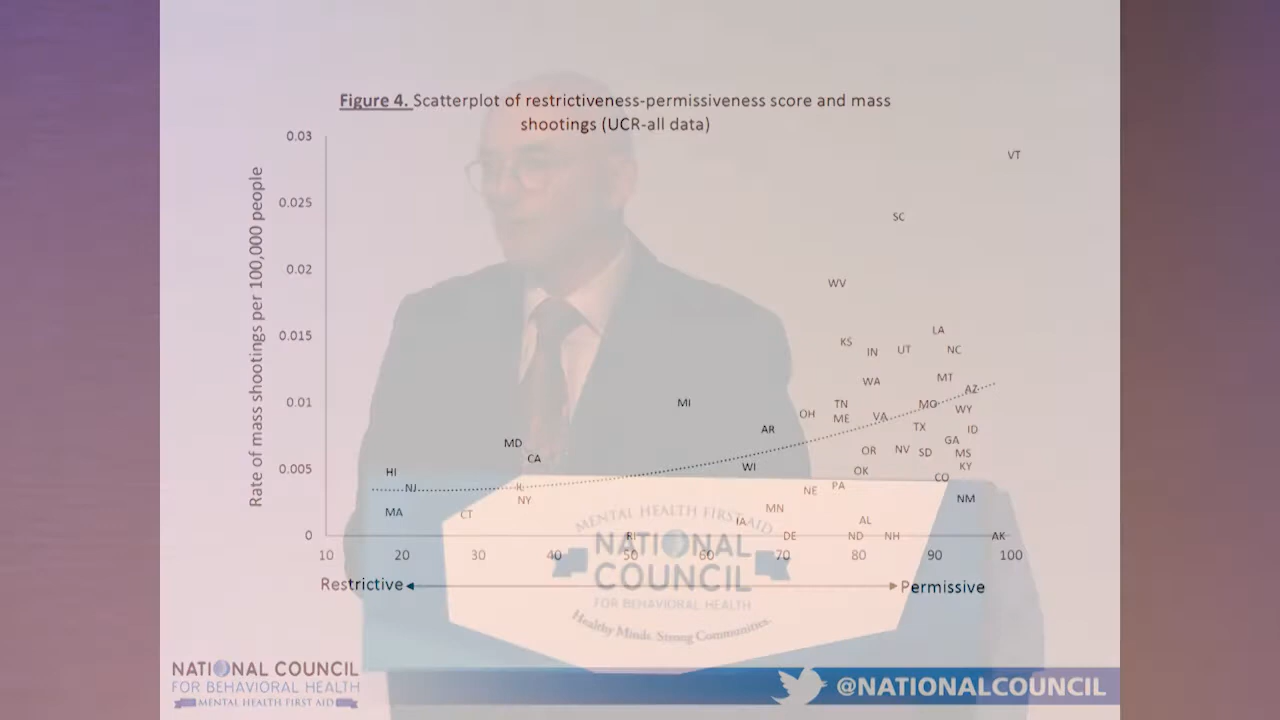 Figure 4. Scatterplot of restrictiveness-permissiveness score and mass
shootings (UCR-all data)
Rate of mass shootings per 100,000 people
0.03
0.025
0.02
0.015
0.01
0.005
0
VT
SC
WV
LA
KS
IN
UT
NC
WA
MT
AZ
MI
TN
MO
WY
OH
ME
VA
AR
TX
ID
MD
GA
OR
NV
SD
MS
CA
WI
KY
HI
OK
CO
NJ
IL
PA
NE
NY
NM
MA
CT
MN
IA
AL
RI
DE
ND
NH
AK
10 20 30 40 50 60 70 80 90 100
Restrictive
Permissive
MENTAL HEALTH FIRST AID
NATIONAL
COUNCIL
FOR BEHAVIORAL HEALTH
Healthy Minds. Strong Communities.
NATIONAL COUNCIL
FOR BEHAVIORAL HEALTH
MENTAL HEALTH FIRST AID
@NATIONALCOUNCIL